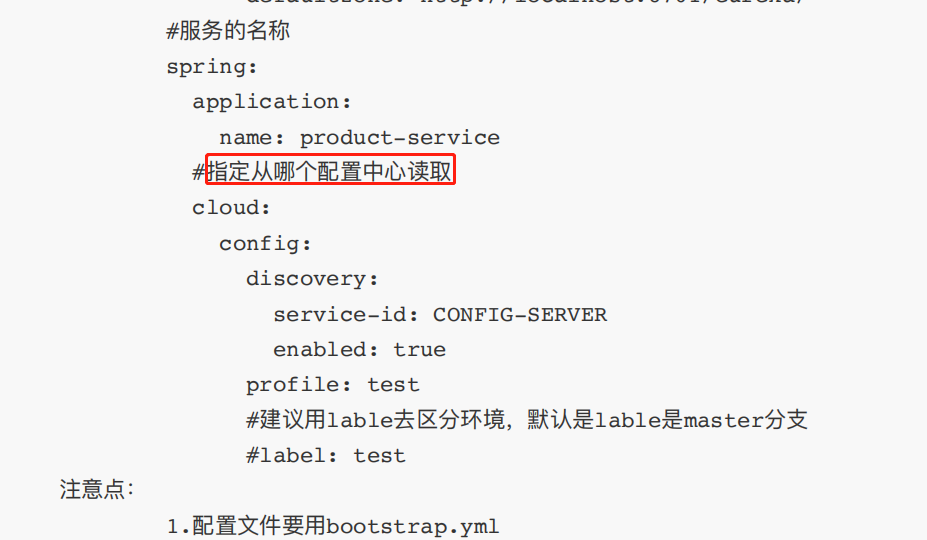 #服务的名称
spring:
application:
name: product-service
#指定从哪个配置中心读取
cloud:
config:
discovery:
service-id: CONFIG-SERVER
enabled: true
profile: test
#建议用lable去区分环境，默认是lable是master分支
#label: test
注意点：
1.配置文件要用bootstrap.yml